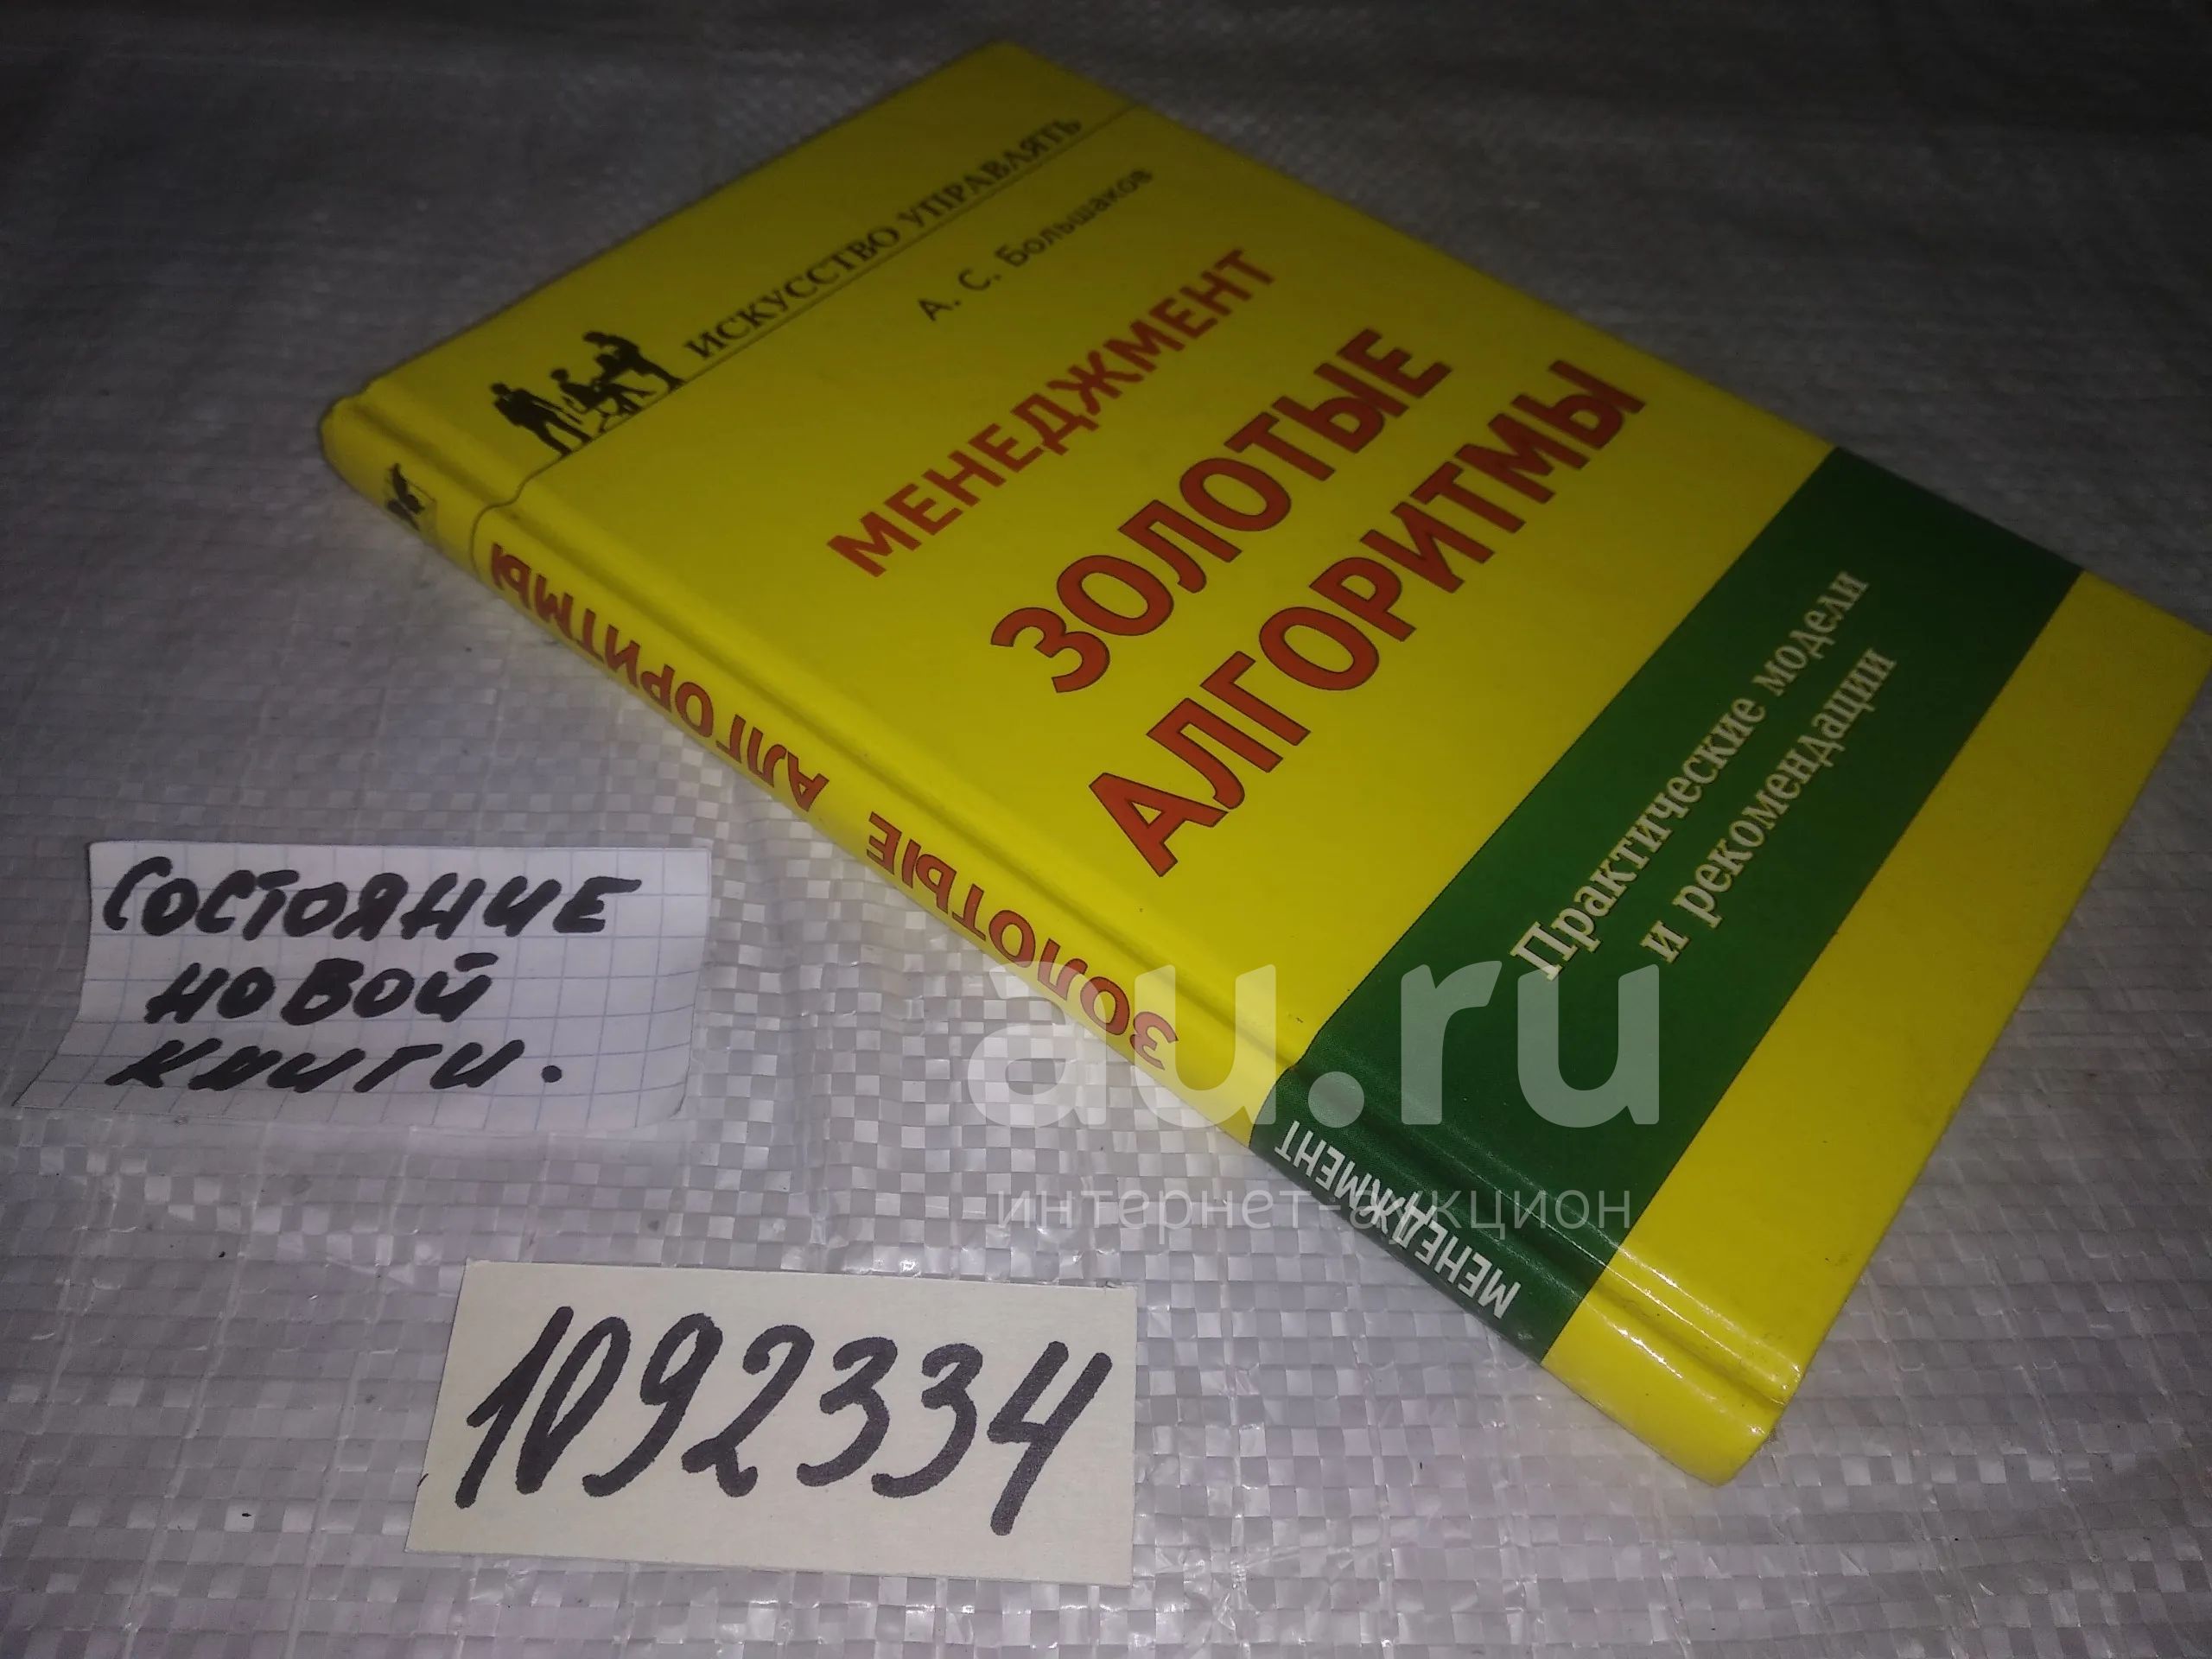 ИСКУССТВО УПРАВЛЯТЬ
А. С. Большаков
МЕНЕДЖМЕНТ
ЗОЛОТЫЕ
АЛГОРИТМЫ
Практические модели
и рекомендации
ЗОЛОТЫЕ АЛГОРИТМЫ
МЕНЕДЖМЕНТ
СОСТОЯНИЕ
НОВОЙ
КНИГИ.
1092334
au.ru
интернет-аукцион